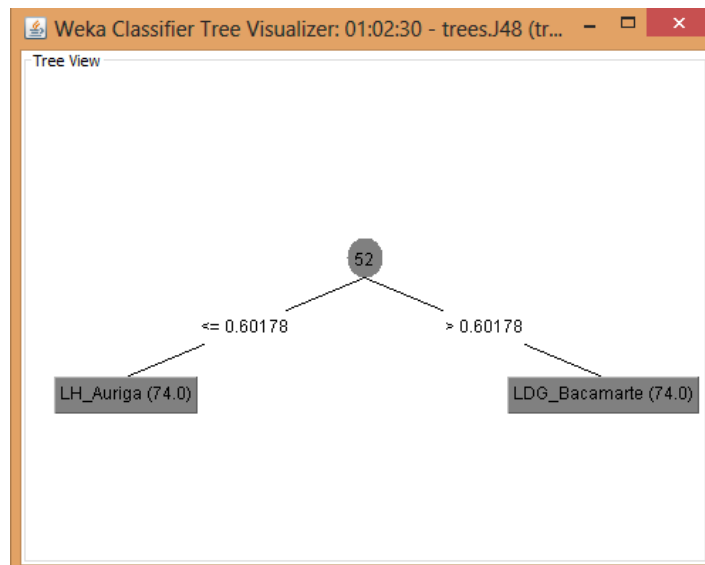 Weka Classifier Tree Visualizer: 01:02:30 - trees.J48 (tr...
Tree View
52
<= 0.60178
> 0.60178
LH_Auriga (74.0)
LDG_Bacamarte (74.0)